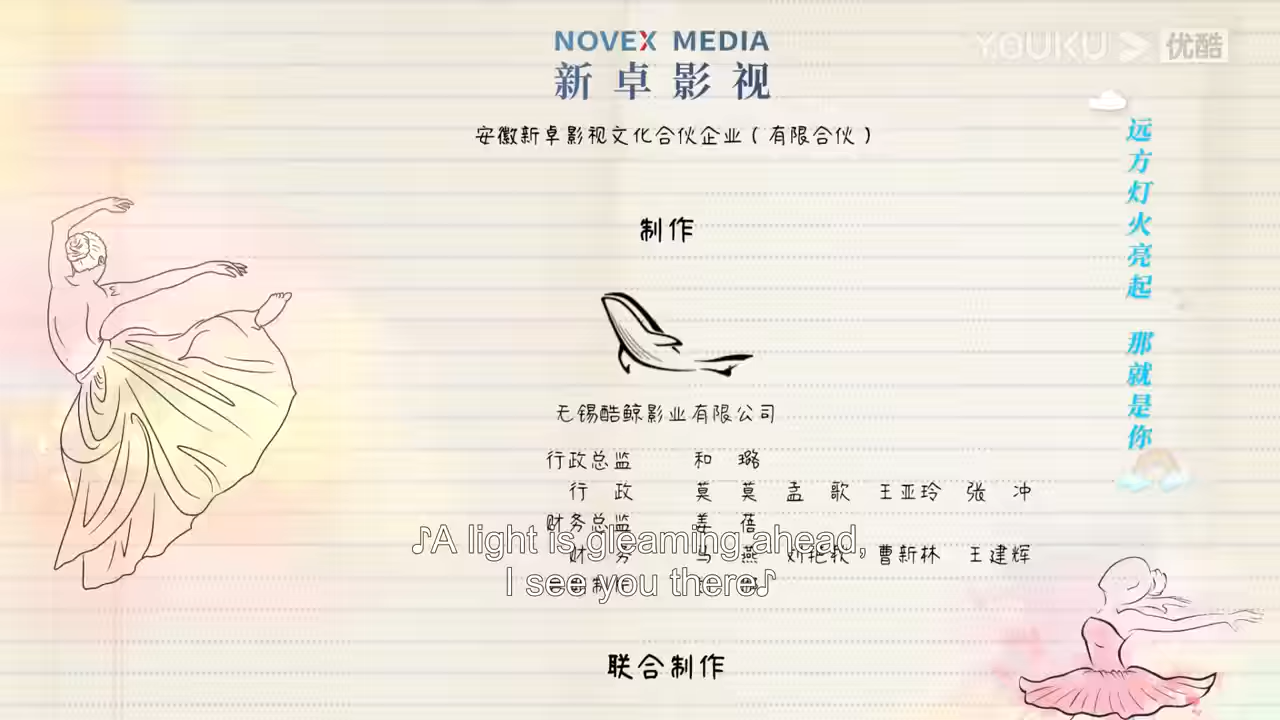 NOVEX MEDIA
YOUKU 优酷
新卓影视
安徽新卓影视文化合伙企业（有限合伙）
制作
无锡酷鲸影业有限公司
行政总监 和 璐
行 政 莫 莫 孟 歌 王亚玲 张 冲
财务总监 姜 蓓
财 务 马 燕 曹新林 王建辉
♪A light is gleaming ahead,
I see you there♪
联合制作
远方灯火亮起 那就是你